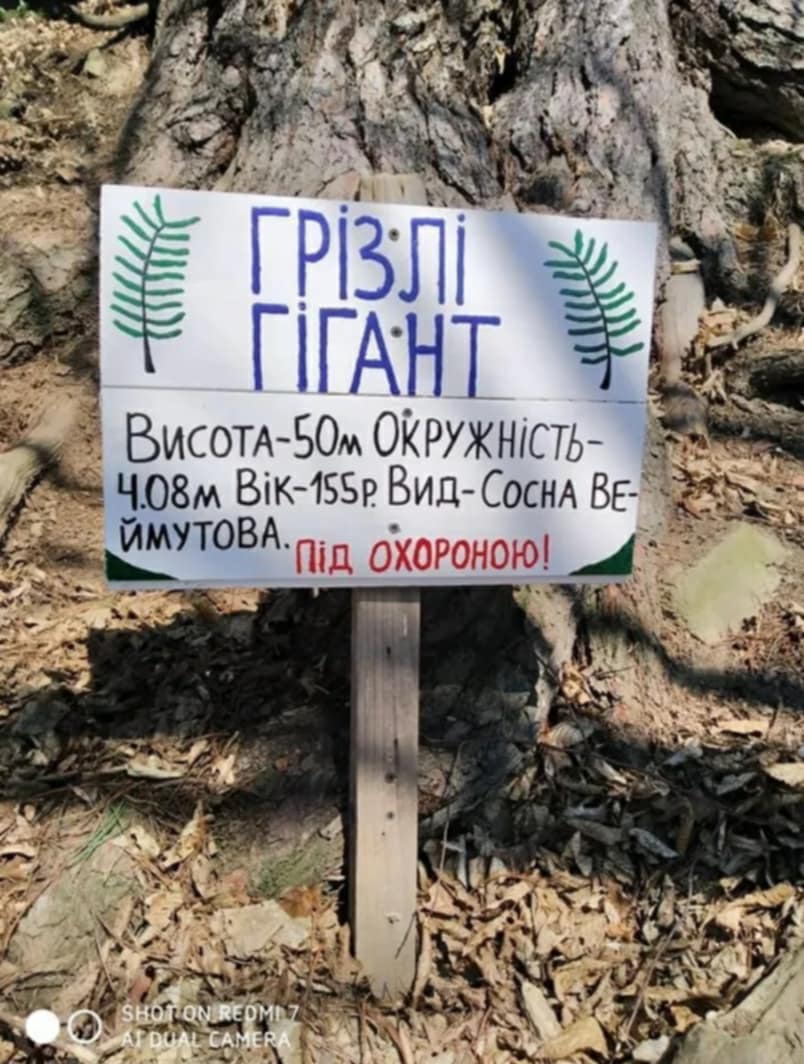 ГРІЗЛІ
ГІГАНТ
ВИСОТА-50м ОКРУЖНІСТЬ-
4.08м ВІК-155р. ВИД-СОСНА ВЕ-
ЙМУТОВА.
Під ОХОРОНОЮ!
SHOT ON REDMI 7
AI DUAL CAMERA